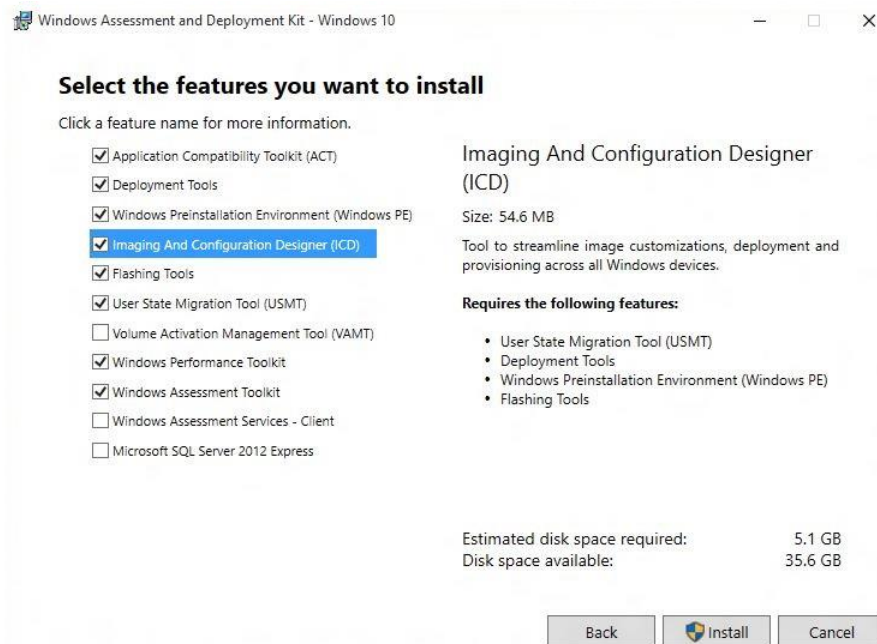 Windows Assessment and Deployment Kit - Windows 10
Select the features you want to install
Click a feature name for more information.
Application Compatibility Toolkit (ACT)
Deployment Tools
Windows Preinstallation Environment (Windows PE)
Imaging And Configuration Designer (ICD)
Flashing Tools
User State Migration Tool (USMT)
Volume Activation Management Tool (VAMT)
Windows Performance Toolkit
Windows Assessment Toolkit
Windows Assessment Services - Client
Microsoft SQL Server 2012 Express
Imaging And Configuration Designer
(ICD)
Size: 54.6 MB
Tool to streamline image customizations, deployment and
provisioning across all Windows devices.
Requires the following features:
• User State Migration Tool (USMT)
• Deployment Tools
• Windows Preinstallation Environment (Windows PE)
• Flashing Tools
Estimated disk space required: 5.1 GB
Disk space available: 35.6 GB
Back Install Cancel